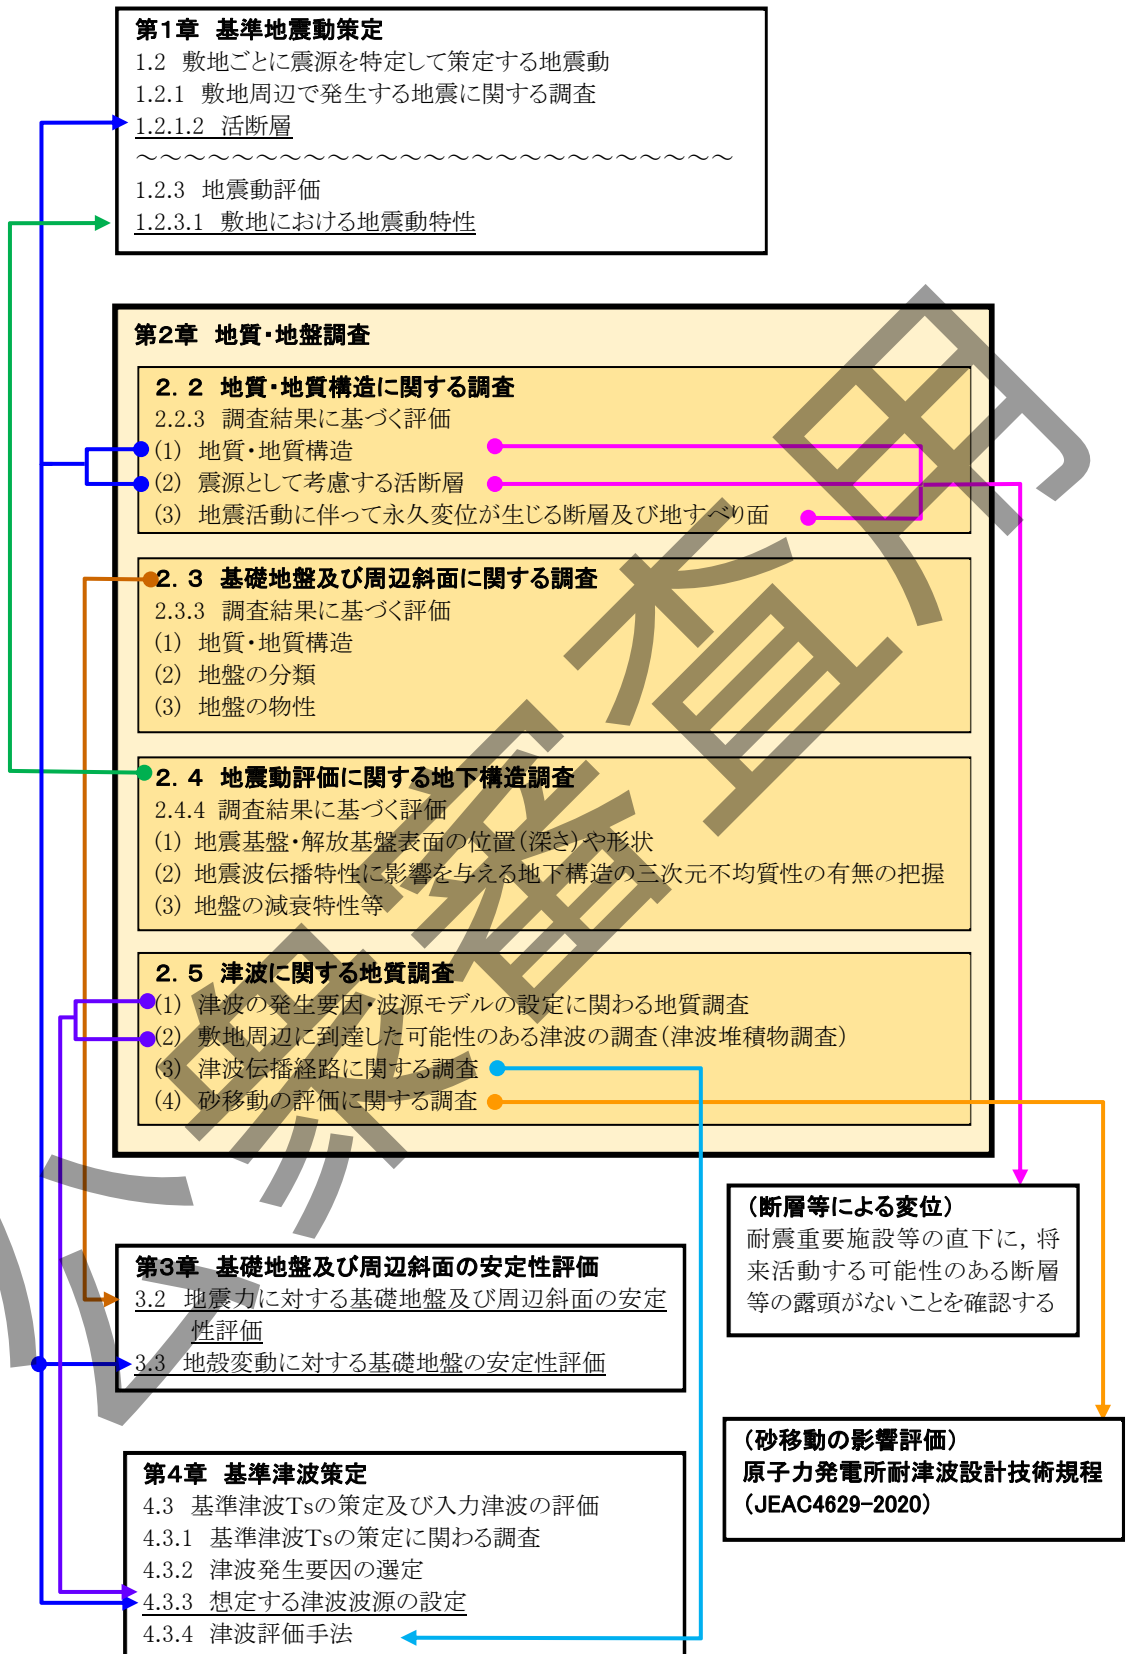 第1章 基準地震動策定
1.2 敷地ごとに震源を特定して策定する地震動
1.2.1 敷地周辺で発生する地震に関する調査
1.2.1.2 活断層
～～～～～～～～～～～～～～～～～～～～～～～～～
1.2.3 地震動評価
1.2.3.1 敷地における地震動特性
第2章 地質・地盤調査
2.2 地質・地質構造に関する調査
2.2.3 調査結果に基づく評価
(1) 地質・地質構造
(2) 震源として考慮する活断層
(3) 地震活動に伴って永久変位が生じる断層及び地すべり面
2.3 基礎地盤及び周辺斜面に関する調査
2.3.3 調査結果に基づく評価
(1) 地質・地質構造
(2) 地盤の分類
(3) 地盤の物性
2.4 地震動評価に関する地下構造調査
2.4.4 調査結果に基づく評価
(1) 地震基盤・解放基盤表面の位置(深さ)や形状
(2) 地震波伝播特性に影響を与える地下構造の三次元不均質性の有無の把握
(3) 地盤の減衰特性等
2.5 津波に関する地質調査
(1) 津波の発生要因・波源モデルの設定に関わる地質調査
(2) 敷地周辺に到達した可能性のある津波の調査(津波堆積物調査)
(3) 津波伝播経路に関する調査
(4) 砂移動の評価に関する調査
(断層等による変位)
耐震重要施設等の直下に，将
来活動する可能性のある断層
等の露頭がないことを確認する
第3章 基礎地盤及び周辺斜面の安定性評価
3.2 地震力に対する基礎地盤及び周辺斜面の安定
性評価
3.3 地殻変動に対する基礎地盤の安定性評価
(砂移動の影響評価)
原子力発電所耐津波設計技術規程
(JEAC4629-2020)
第4章 基準津波策定
4.3 基準津波Tsの策定及び入力津波の評価
4.3.1 基準津波Tsの策定に関わる調査
4.3.2 津波発生要因の選定
4.3.3 想定する津波波源の設定
4.3.4 津波評価手法
公衆審査用